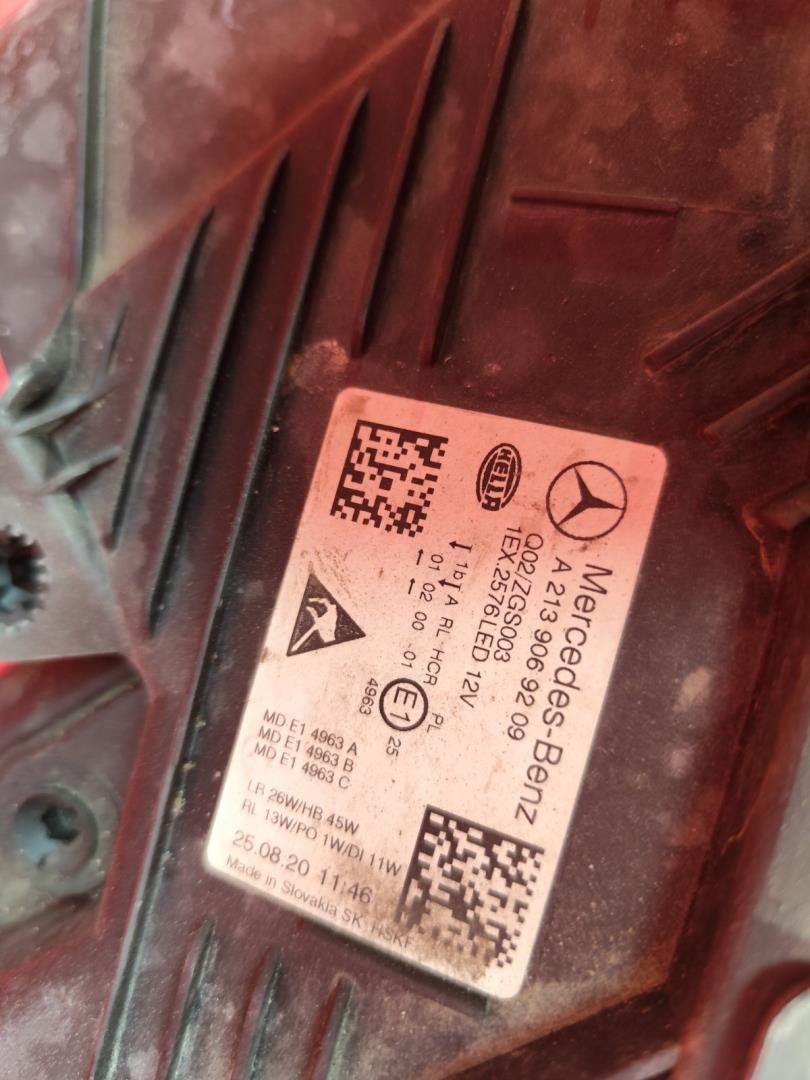 Mercedes-Benz
A 213 906 92 09
Q02/ZGS003
1EX.2576LED 12V
HELLA
1b A RL HCR PL
01 02 00 -01
E1
25
4963
MD E1 4963 A
MD E1 4963 B
MD E1 4963 C
LR 26W/HB 45W
RL 13W/PO 1W/DI 11W
25.08.20 11:46
Made in Slovakia SK HSKF